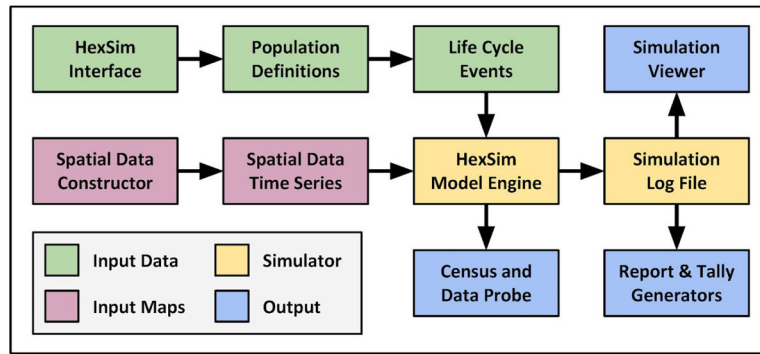 HexSim
Interface
Population
Definitions
Life Cycle
Events
Simulation
Viewer
Spatial Data
Constructor
Spatial Data
Time Series
HexSim
Model Engine
Simulation
Log File
Input Data
Simulator
Input Maps
Output
Census and
Data Probe
Report & Tally
Generators